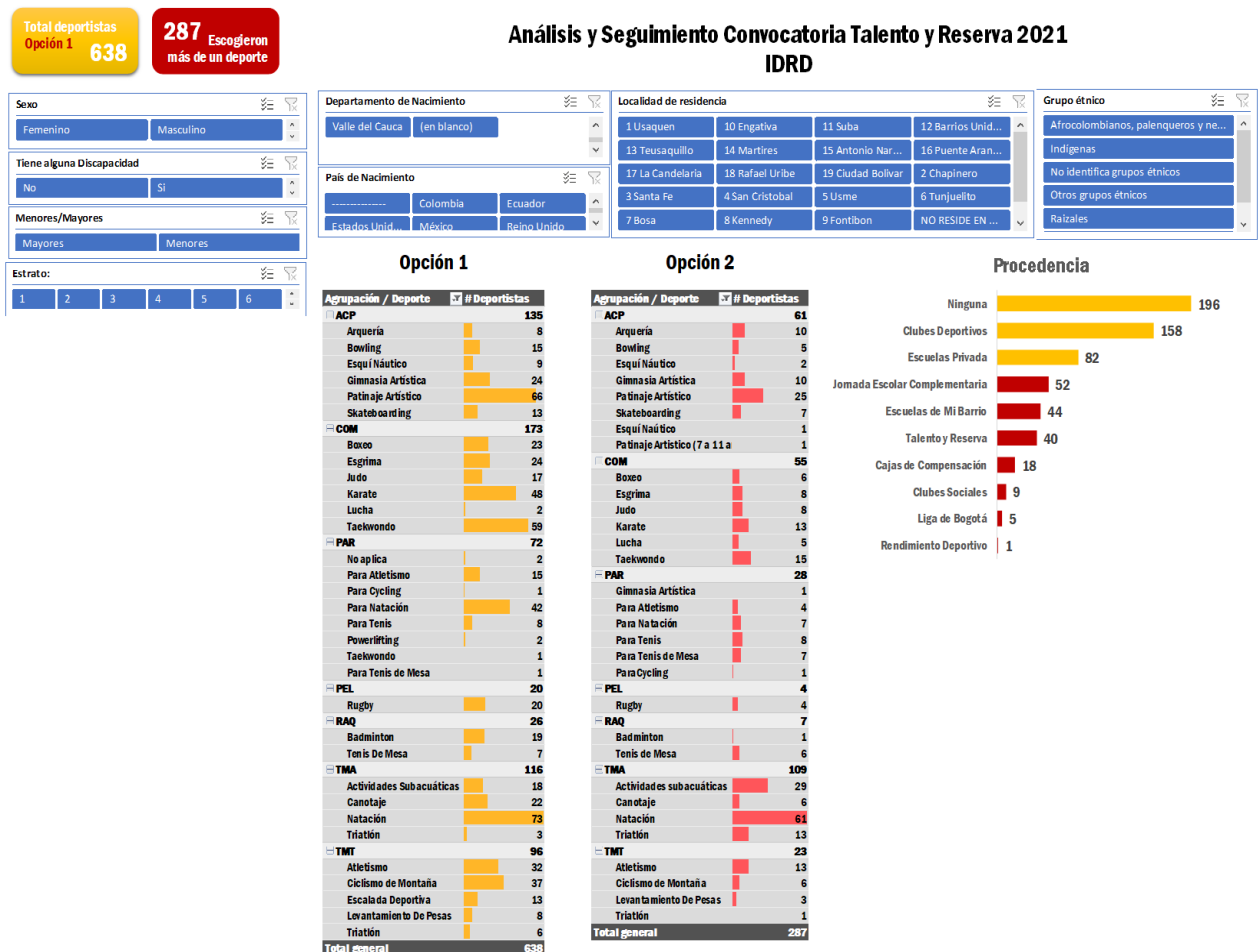 Total deportistas
Opción 1
638
287 Escogieron
más de un deporte
Análisis y Seguimiento Convocatoria Talento y Reserva 2021
IDRD
Sexo
Femenino Masculino
Tiene alguna Discapacidad
No Si
Menores/Mayores
Mayores Menores
Estrato:
1 2 3 4 5 6
Departamento de Nacimiento
Valle del Cauca (en blanco)
País de Nacimiento
--------------- Colombia Ecuador
Estados Unid... México Reino Unido
Localidad de residencia
1 Usaquen 10 Engativa 11 Suba 12 Barrios Unid...
13 Teusaquillo 14 Martires 15 Antonio Nar... 16 Puente Aran...
17 La Candelaria 18 Rafael Uribe 19 Ciudad Bolivar 2 Chapinero
3 Santa Fe 4 San Cristobal 5 Usme 6 Tunjuelito
7 Bosa 8 Kennedy 9 Fontibon NO RESIDE EN ...
Grupo étnico
Afrocolombianos, palenqueros y ne...
Indígenas
No identifica grupos étnicos
Otros grupos étnicos
Raizales
Opción 1
Agrupación / Deporte # Deportistas
ACP 135
Arquería 8
Bowling 15
Esquí Náutico 9
Gimnasia Artística 24
Patinaje Artístico 66
Skateboarding 13
COM 173
Boxeo 23
Esgrima 24
Judo 17
Karate 48
Lucha 2
Taekwondo 59
PAR 72
No aplica 2
Para Atletismo 15
Para Cycling 1
Para Natación 42
Para Tenis 8
Powerlifting 2
Taekwondo 1
Para Tenis de Mesa 1
PEL 20
Rugby 20
RAQ 26
Badminton 19
Tenis De Mesa 7
TMA 116
Actividades Subacuáticas 18
Canotaje 22
Natación 73
Triatlón 3
TMT 96
Atletismo 32
Ciclismo de Montaña 37
Escalada Deportiva 13
Levantamiento De Pesas 8
Triatlón 6
Total general 638
Opción 2
Agrupación / Deporte # Deportistas
ACP 61
Arquería 10
Bowling 5
Esquí Náutico 2
Gimnasia Artística 10
Patinaje Artístico 25
Skateboarding 7
Esquí Naútico 1
Patinaje Artistico (7 a 11 a 1
COM 55
Boxeo 6
Esgrima 8
Judo 8
Karate 13
Lucha 5
Taekwondo 15
PAR 28
Gimnasia Artística 1
Para Atletismo 4
Para Natación 7
Para Tenis 8
Para Tenis de Mesa 7
ParaCycling 1
PEL 4
Rugby 4
RAQ 7
Badminton 1
Tenis de Mesa 6
TMA 109
Actividades subacuáticas 29
Canotaje 6
Natación 61
Triatlón 13
TMT 23
Atletismo 13
Ciclismo de Montaña 6
Levantamiento De Pesas 3
Triatlón 1
Total general 287
Procedencia
Ninguna 196
Clubes Deportivos 158
Escuelas Privada 82
Jornada Escolar Complementaria 52
Escuelas de Mi Barrio 44
Talento y Reserva 40
Cajas de Compensación 18
Clubes Sociales 9
Liga de Bogotá 5
Rendimiento Deportivo 1